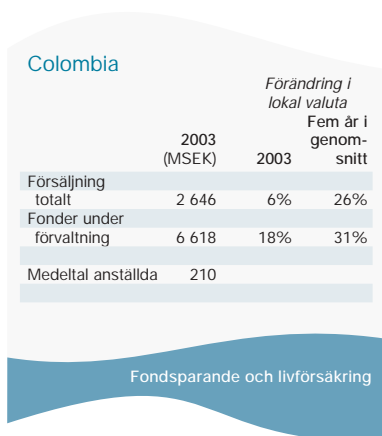 Colombia
Förändring i
lokal valuta
Fem år i
2003 genom-
(MSEK) 2003 snitt
Försäljning
totalt 2 646 6% 26%
Fonder under
förvaltning 6 618 18% 31%
Medeltal anställda 210
Fondsparande och livförsäkring